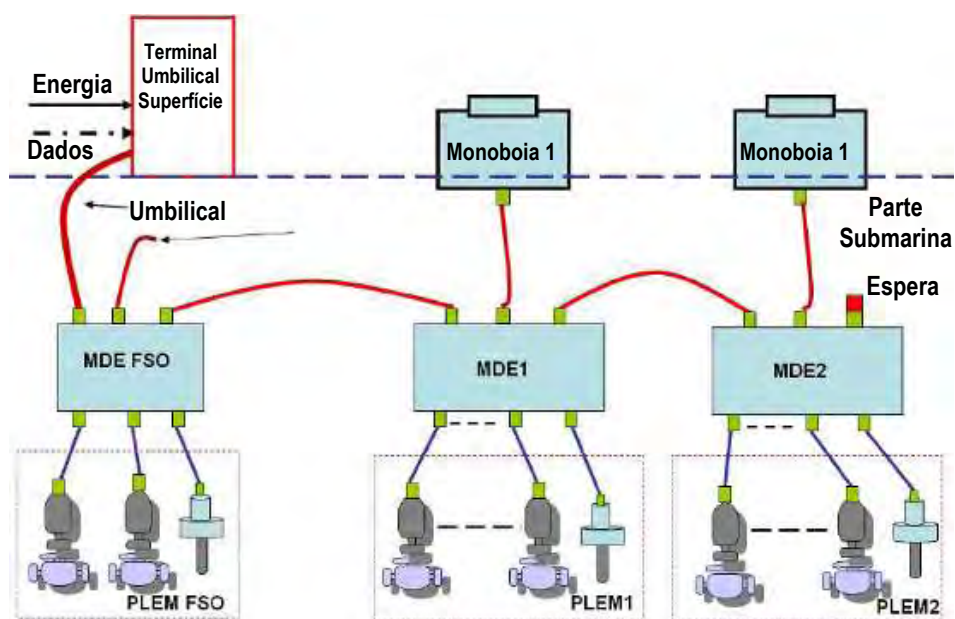 Terminal
Umbilical
Superfície
Energia
Dados
Monoboia 1
Monoboia 1
Umbilical
Parte
Submarina
Espera
MDE FSO
MDE1
MDE2
PLEM FSO
PLEM1
PLEM2